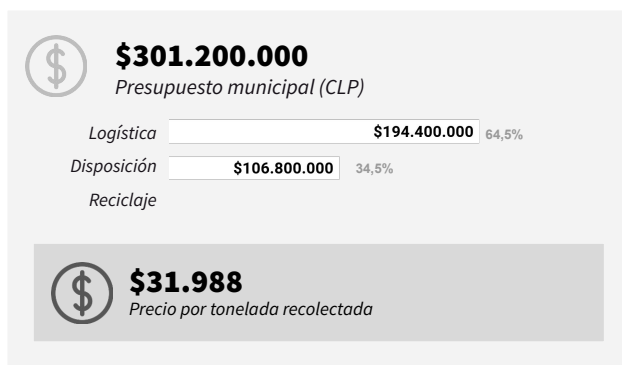 $301.200.000
Presupuesto municipal (CLP)
Logística $194.400.000 64,5%
Disposición $106.800.000 34,5%
Reciclaje
$31.988
Precio por tonelada recolectada